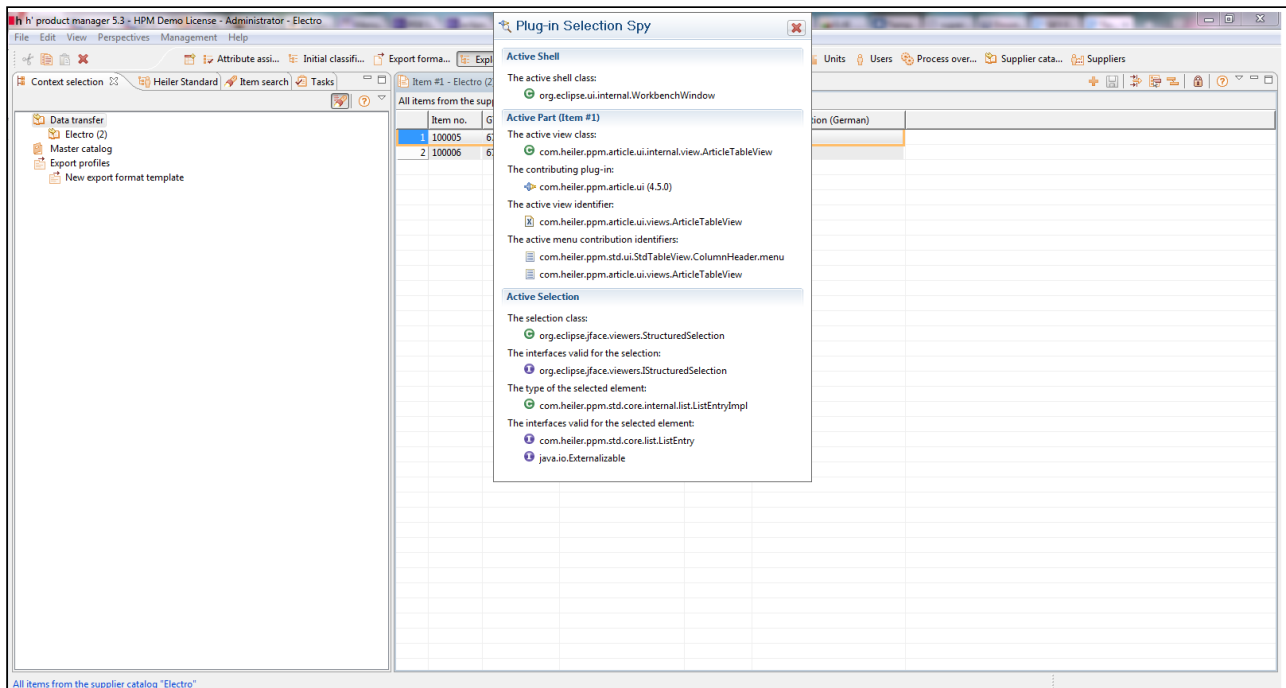 h h' product manager 5.3 - HPM Demo License - Administrator - Electro
File Edit View Perspectives Management Help
Attribute assi... Initial classifi... Export forma... Expl
Units Users Process over... Supplier cata... Suppliers
Context selection Heiler Standard Item search Tasks
Item #1 - Electro (2
All items from the sup
Item no. G
tion (German)
1 100005 6
2 100006 6
Data transfer
Electro (2)
Master catalog
Export profiles
New export format template
Plug-in Selection Spy
Active Shell
The active shell class:
org.eclipse.ui.internal.WorkbenchWindow
Active Part (Item #1)
The active view class:
com.heiler.ppm.article.ui.internal.view.ArticleTableView
The contributing plug-in:
com.heiler.ppm.article.ui (4.5.0)
The active view identifier:
com.heiler.ppm.article.ui.views.ArticleTableView
The active menu contribution identifiers:
com.heiler.ppm.std.ui.StdTableView.ColumnHeader.menu
com.heiler.ppm.article.ui.views.ArticleTableView
Active Selection
The selection class:
org.eclipse.jface.viewers.StructuredSelection
The interfaces valid for the selection:
org.eclipse.jface.viewers.IStructuredSelection
The type of the selected element:
com.heiler.ppm.std.core.internal.list.ListEntryImpl
The interfaces valid for the selected element:
com.heiler.ppm.std.core.list.ListEntry
java.io.Externalizable
All items from the supplier catalog "Electro"